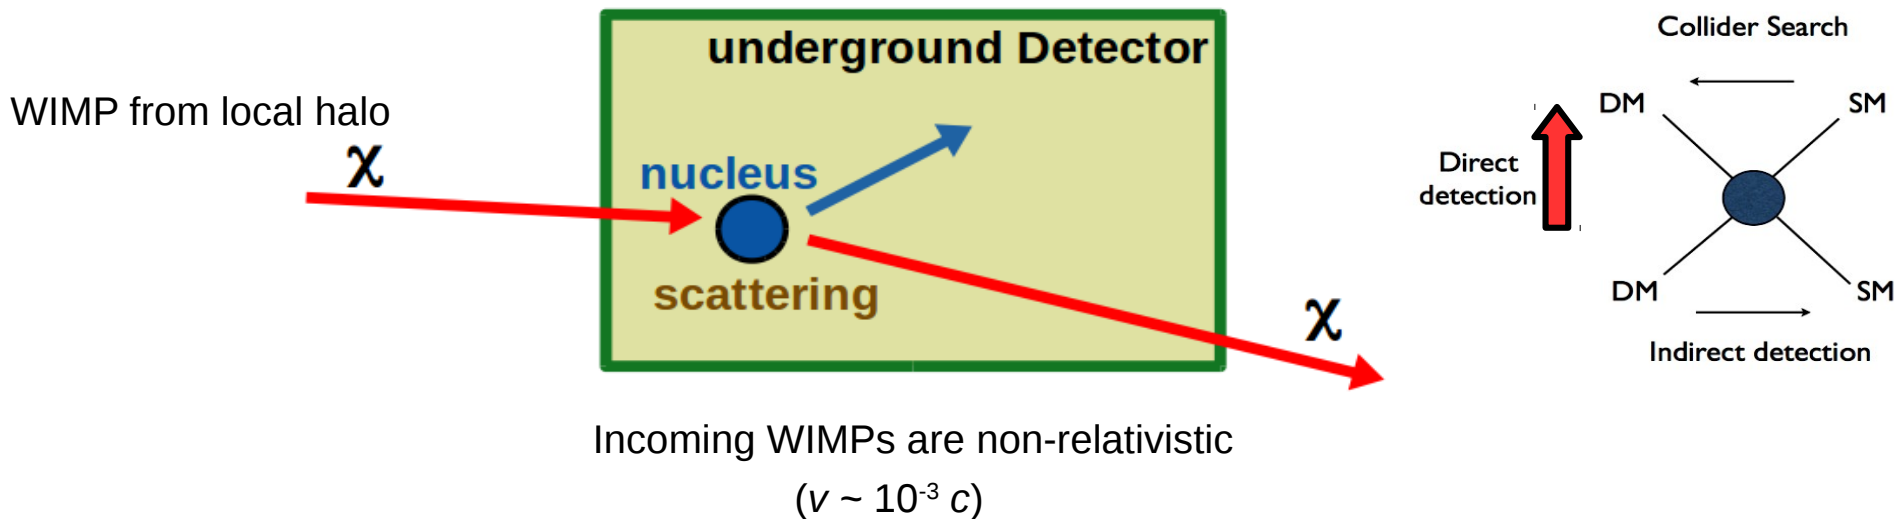 WIMP from local halo
χ
underground Detector
nucleus
scattering
χ
Incoming WIMPs are non-relativistic
(v ~ 10⁻³ c)
Collider Search
DM
SM
Direct
detection
DM
SM
Indirect detection